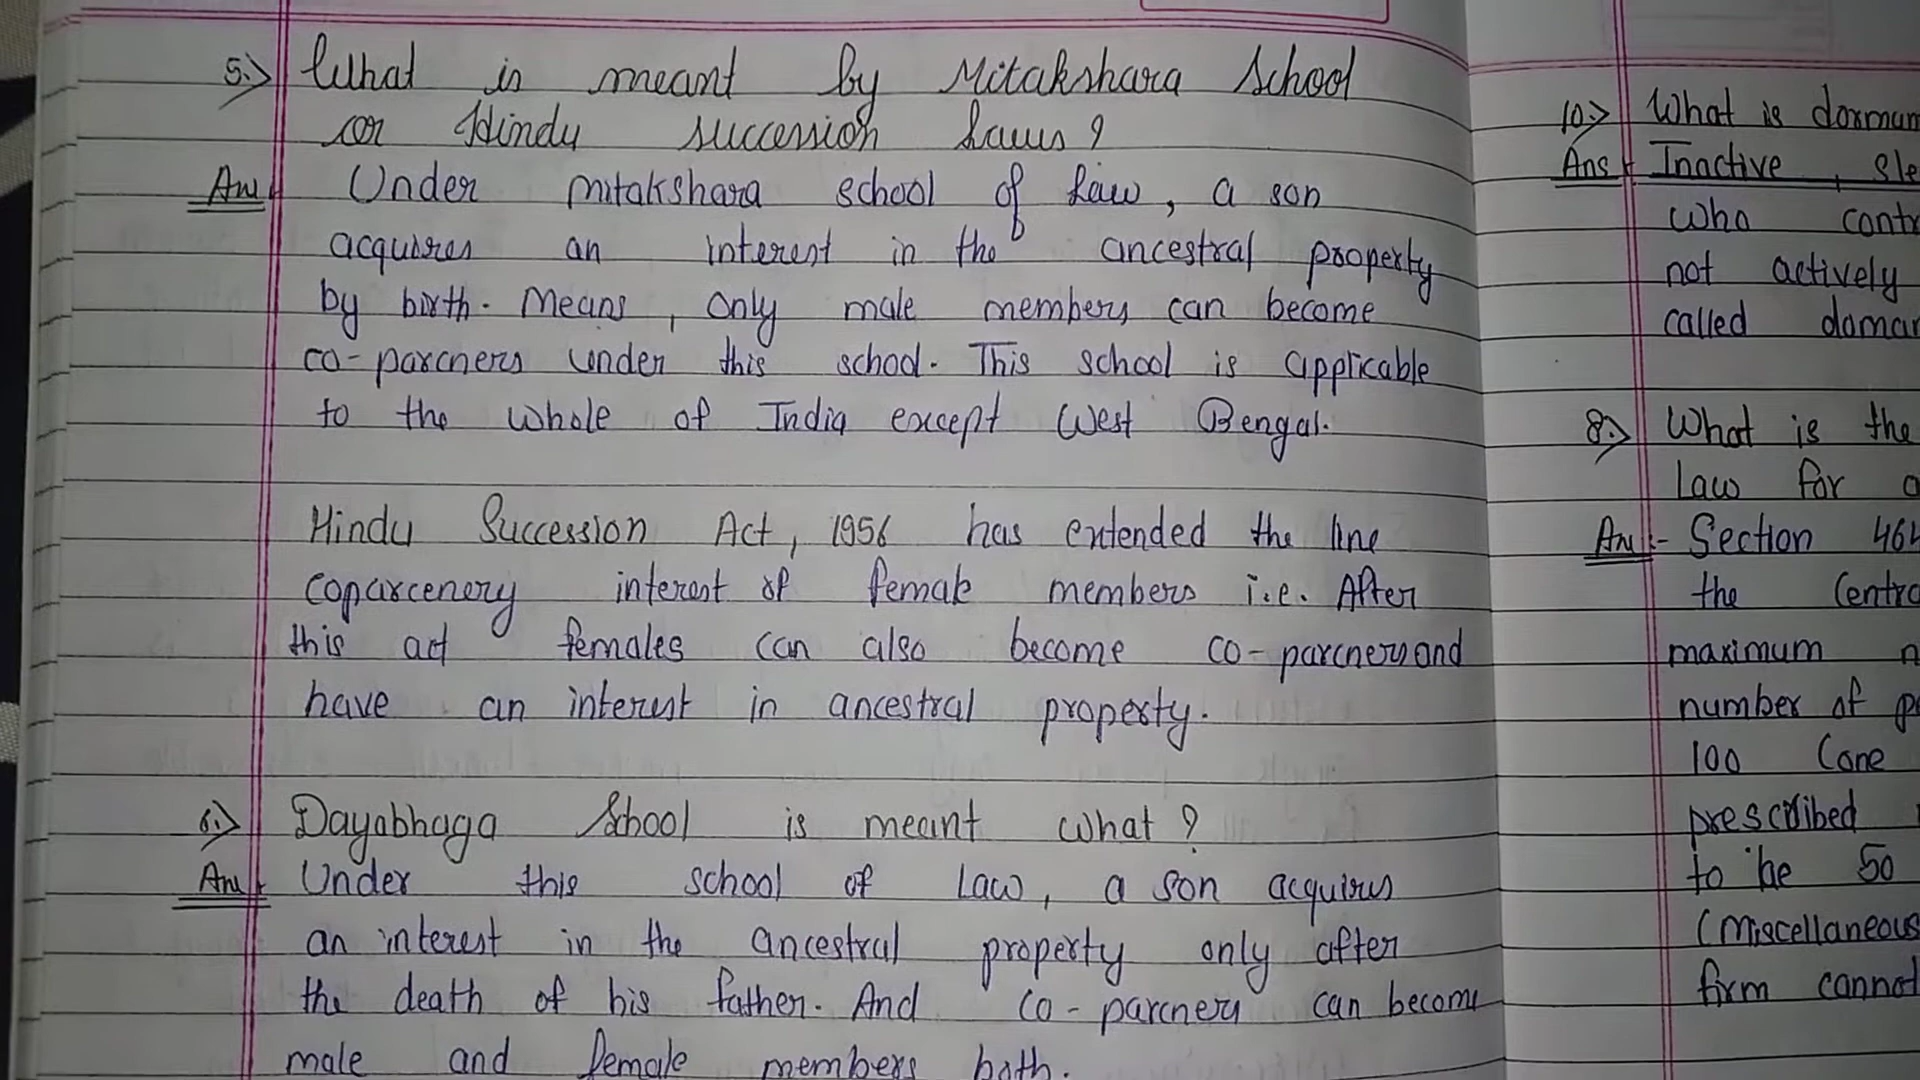 5.> What is meant by Mitakshara School
or Hindu succession Laws ?
Ans Under mitakshara school of Law, a son
acquires an interest in the ancestral property
by birth. Means, only male members can become
co-parcners under this school. This school is applicable
to the whole of India except West Bengal.
Hindu Succession Act, 1956 has extended the line
coparcenery interest of female members i.e. After
this act females can also become co-parcners and
have an interest in ancestral property.
6.> Dayabhaga School is meant what ?
Ans Under this school of Law, a son acquires
an interest in the ancestral property only after
the death of his father. And co-parcners can become
male and female members both.
10.> What is
Ans Inactive,
who
not actively
called
8.> What is the
Law for
Ans:- Section
the
maximum
number of
100 (one
prescribed
to be 50
(Miscellaneous
firm